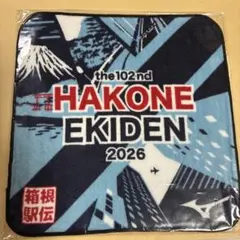 the 102nd
HAKONE
EKIDEN
2026
箱根
駅伝